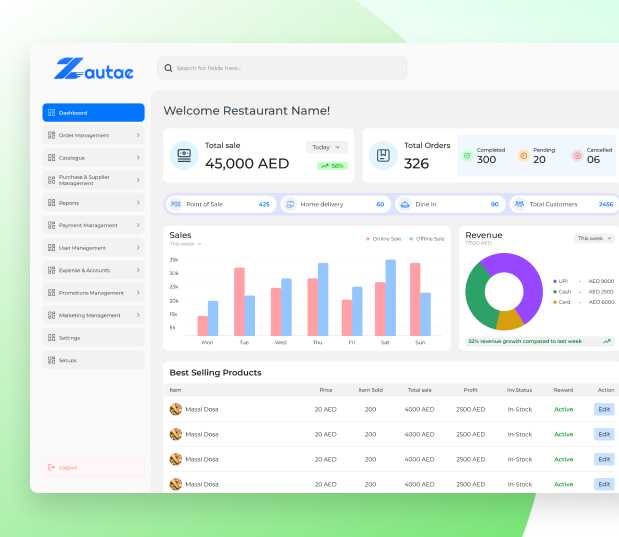 Zautae
Search for fields here...
Dashboard
Order Management
Catalogue
Purchase & Supplier
Management
Reports
Payment Management
User Management
Expense & Accounts
Promotions Management
Marketing Management
Settings
Setups
Logout
Welcome Restaurant Name!
Total sale
45,000 AED
Today
58%
Total Orders
326
Completed
300
Pending
20
Cancelled
06
POS Point of Sale 425
Home delivery 60
Dine in 90
Total Customers 2456
Sales
This week
Online Sale Offline Sale
35k
30k
25k
20k
15k
5k
Mon Tue Wed Thu Fri Sat Sun
Revenue
17500 AED
This week
UPI - AED 9000
Cash - AED 2500
Card - AED 6000
52% revenue growth compared to last week
Best Selling Products
Item Price Item Sold Total sale Profit Inv.Status Reward Action
Masal Dosa 20 AED 200 4000 AED 2500 AED In-Stock Active Edit
Masal Dosa 20 AED 200 4000 AED 2500 AED In-Stock Active Edit
Masal Dosa 20 AED 200 4000 AED 2500 AED In-Stock Active Edit
Masal Dosa 20 AED 200 4000 AED 2500 AED In-Stock Active Edit